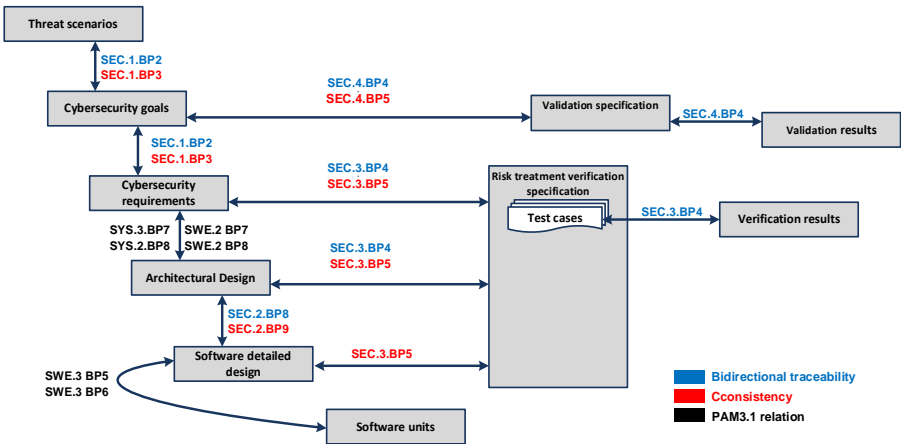 Threat scenarios
SEC.1.BP2
SEC.1.BP3
SEC.4.BP4
SEC.4.BP5
Cybersecurity goals
Validation specification
SEC.4.BP4
Validation results
SEC.1.BP2
SEC.1.BP3
SEC.3.BP4
SEC.3.BP5
Cybersecurity
requirements
Risk treatment verification
specification
Test cases
SEC.3.BP4
Verification results
SYS.3.BP7 SWE.2 BP7
SYS.2.BP8 SWE.2 BP8
SEC.3.BP4
SEC.3.BP5
Architectural Design
SEC.2.BP8
SEC.2.BP9
Software detailed
design
SEC.3.BP5
SWE.3 BP5
SWE.3 BP6
Software units
Bidirectional traceability
Cconsistency
PAM3.1 relation